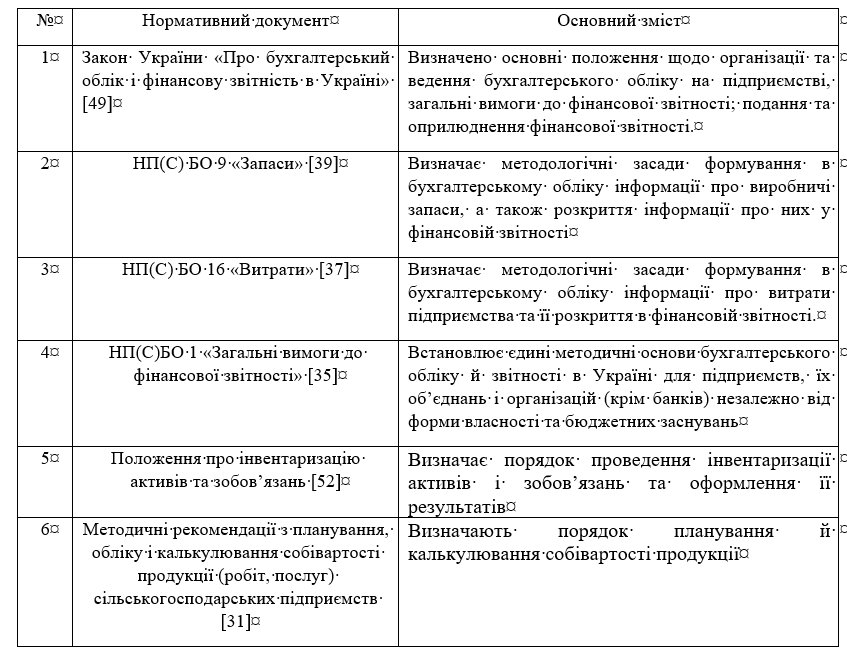 № Нормативний документ Основний зміст
1 Закон України «Про бухгалтерський облік і фінансову звітність в Україні» [49]
Визначено основні положення щодо організації та
ведення бухгалтерського обліку на підприємстві,
загальні вимоги до фінансової звітності; подання та
оприлюднення фінансової звітності.
2 НП(С) БО 9 «Запаси» [39]
Визначає методологічні засади формування в
бухгалтерському обліку інформації про виробничі
запаси, а також розкриття інформації про них у
фінансовій звітності
3 НП(С) БО 16 «Витрати» [37]
Визначає методологічні засади формування в
бухгалтерському обліку інформації про витрати
підприємства та її розкриття в фінансовій звітності.
4 НП(С)БО 1 «Загальні вимоги до
фінансової звітності» [35]
Встановлює єдині методичні основи бухгалтерського
обліку й звітності в Україні для підприємств, їх
об’єднань і організацій (крім банків) незалежно від
форми власності та бюджетних заснувань
5 Положення про інвентаризацію
активів та зобов’язань [52]
Визначає порядок проведення інвентаризації
активів і зобов’язань та оформлення її
результатів
6 Методичні рекомендації з планування,
обліку і калькулювання собівартості
продукції (робіт, послуг)
сільськогосподарських підприємств
[31]
Визначають порядок планування й
калькулювання собівартості продукції